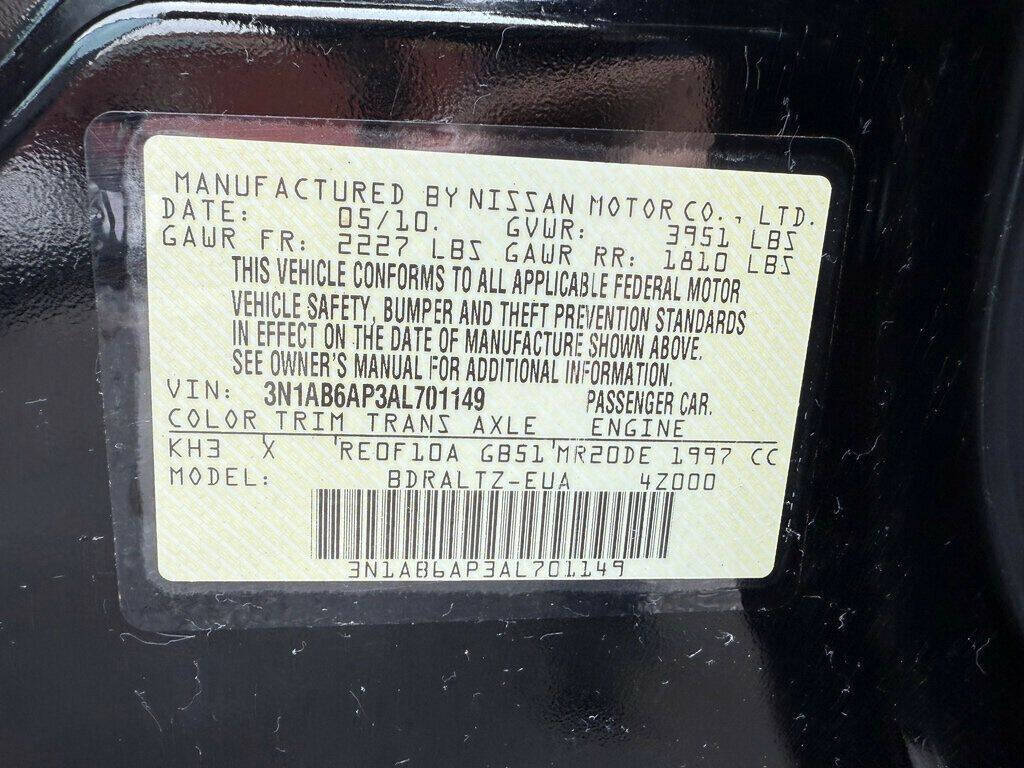 MANUFACTURED BY NISSAN MOTOR CO., LTD.
DATE: 05/10. GVWR: 3951 LBS
GAWR FR: 2227 LBS GAWR RR: 1810 LBS
THIS VEHICLE CONFORMS TO ALL APPLICABLE FEDERAL MOTOR
VEHICLE SAFETY, BUMPER AND THEFT PREVENTION STANDARDS
IN EFFECT ON THE DATE OF MANUFACTURE SHOWN ABOVE.
SEE OWNER'S MANUAL FOR ADDITIONAL INFORMATION.
VIN: 3N1AB6AP3AL701149 PASSENGER CAR.
COLOR TRIM TRANS AXLE ENGINE
KH3 X RE0F10A GB51 MR20DE 1997 CC
MODEL: BDRALTZ-EUA 4Z000
3N1AB6AP3AL701149